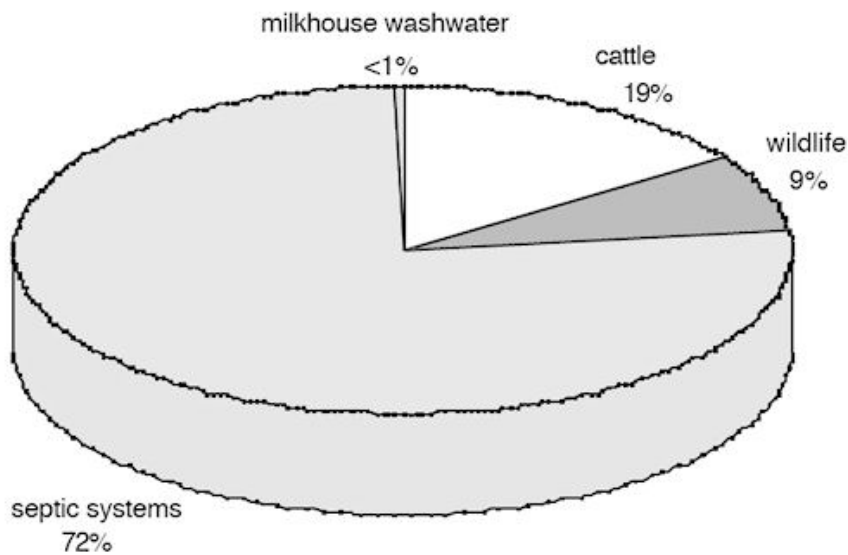 milkhouse washwater
<1%
cattle
19%
wildlife
9%
septic systems
72%